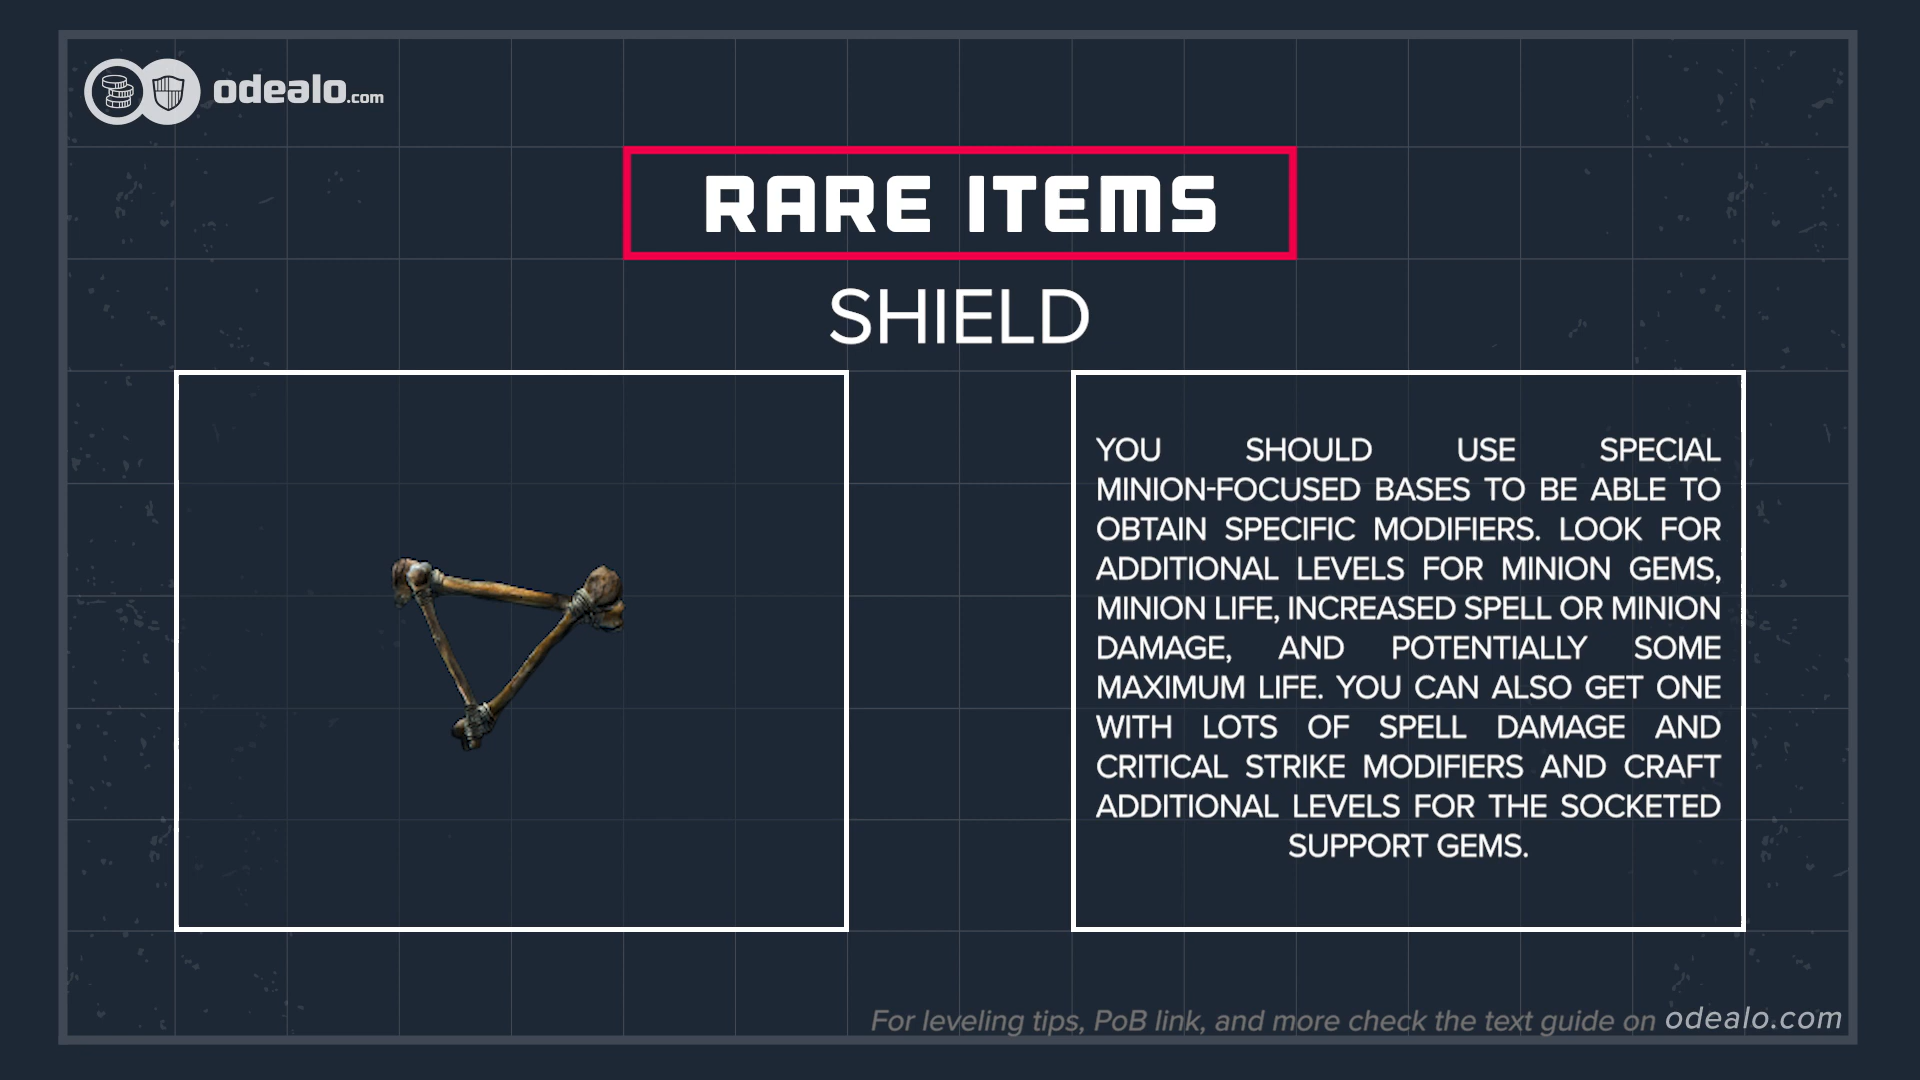 odealo.com
RARE ITEMS
SHIELD
YOU SHOULD USE SPECIAL
MINION-FOCUSED BASES TO BE ABLE TO
OBTAIN SPECIFIC MODIFIERS. LOOK FOR
ADDITIONAL LEVELS FOR MINION GEMS,
MINION LIFE, INCREASED SPELL OR MINION
DAMAGE, AND POTENTIALLY SOME
MAXIMUM LIFE. YOU CAN ALSO GET ONE
WITH LOTS OF SPELL DAMAGE AND
CRITICAL STRIKE MODIFIERS AND CRAFT
ADDITIONAL LEVELS FOR THE SOCKETED
SUPPORT GEMS.
For leveling tips, PoB link, and more check the text guide on odealo.com